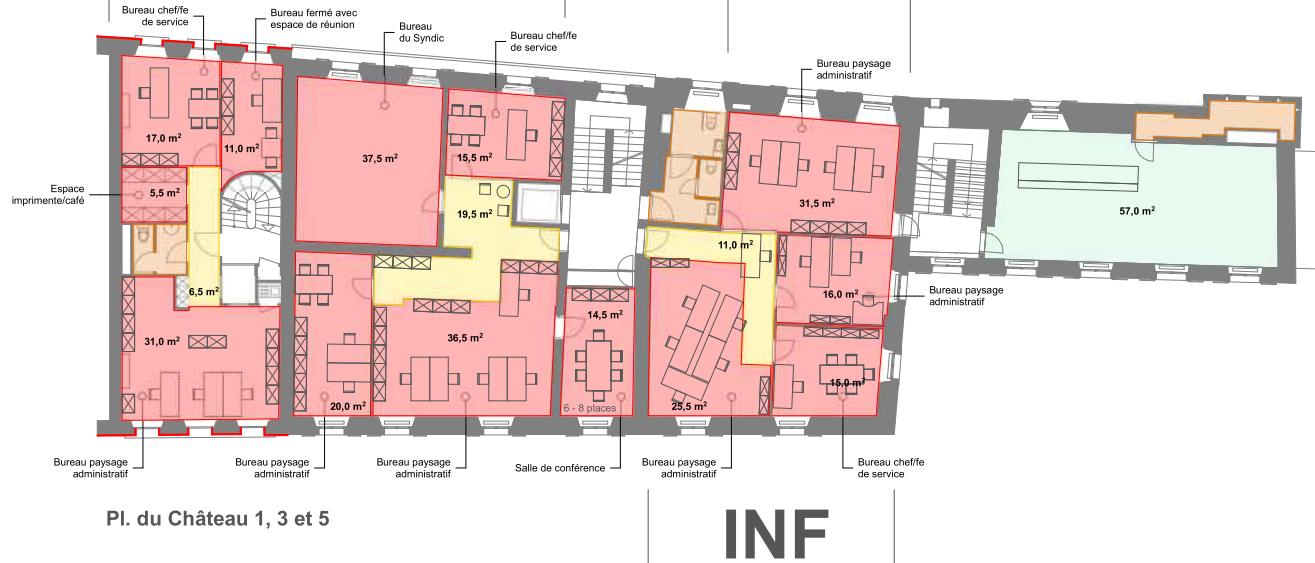 Bureau chef/fe
de service
Bureau fermé avec
espace de réunion
Bureau
du Syndic
Bureau chef/fe
de service
Bureau paysage
administratif
17,0 m²
11,0 m²
37,5 m²
15,5 m²
31,5 m²
57,0 m²
Espace
imprimente/café
5,5 m²
19,5 m²
11,0 m²
6,5 m²
16,0 m²
Bureau paysage
administratif
31,0 m²
36,5 m²
14,5 m²
15,0 m²
20,0 m²
6 - 8 places
25,5 m²
Bureau paysage
administratif
Bureau paysage
administratif
Bureau paysage
administratif
Salle de conférence
Bureau paysage
administratif
Bureau chef/fe
de service
Pl. du Château 1, 3 et 5
INF